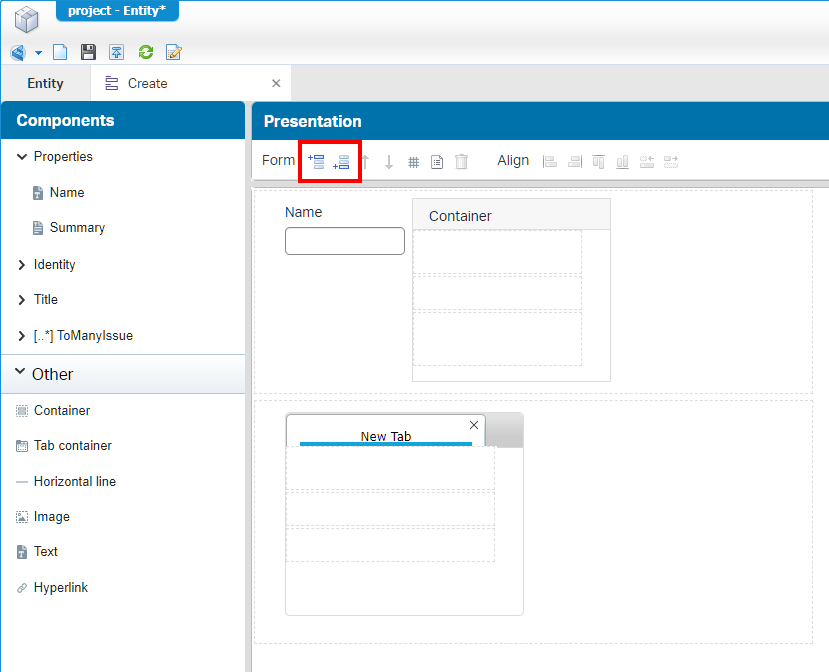 project - Entity*
Entity
Create
Components
Presentation
Properties
Form
Align
Name
Summary
Identity
Title
[..*] ToManyIssue
Other
Container
Tab container
Horizontal line
Image
Text
Hyperlink
Name
Container
New Tab